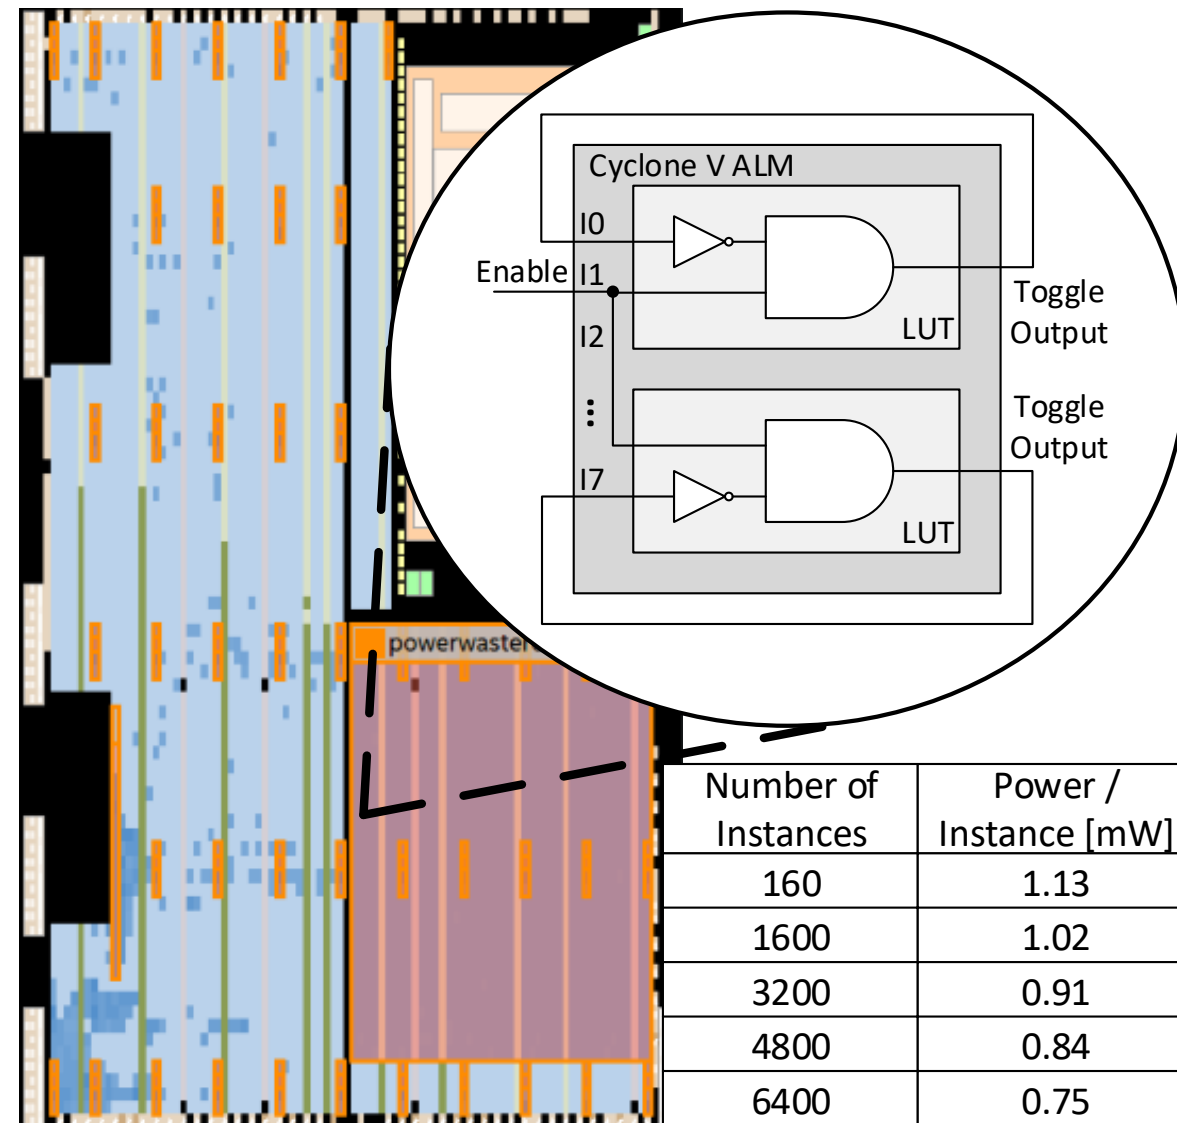 Cyclone V ALM
I0
Enable I1
I2
⋮
I7
LUT
Toggle
Output
LUT
Toggle
Output
Number of
Instances
Power /
Instance [mW]
160 1.13
1600 1.02
3200 0.91
4800 0.84
6400 0.75